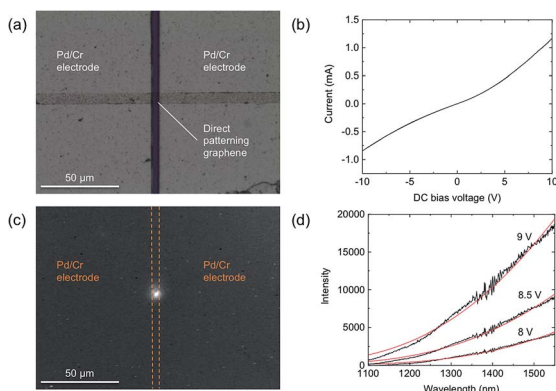 (a)
Pd/Cr
electrode
Pd/Cr
electrode
Direct
patterning
graphene
50 μm
(b)
Current (mA)
1.5
1.0
0.5
0.0
-0.5
-1.0
-10
-5
0
5
10
DC bias voltage (V)
(c)
Pd/Cr
electrode
Pd/Cr
electrode
50 μm
(d)
Intensity
20000
15000
10000
5000
0
9 V
8.5 V
8 V
1100
1200
1300
1400
1500
Wavelength (nm)